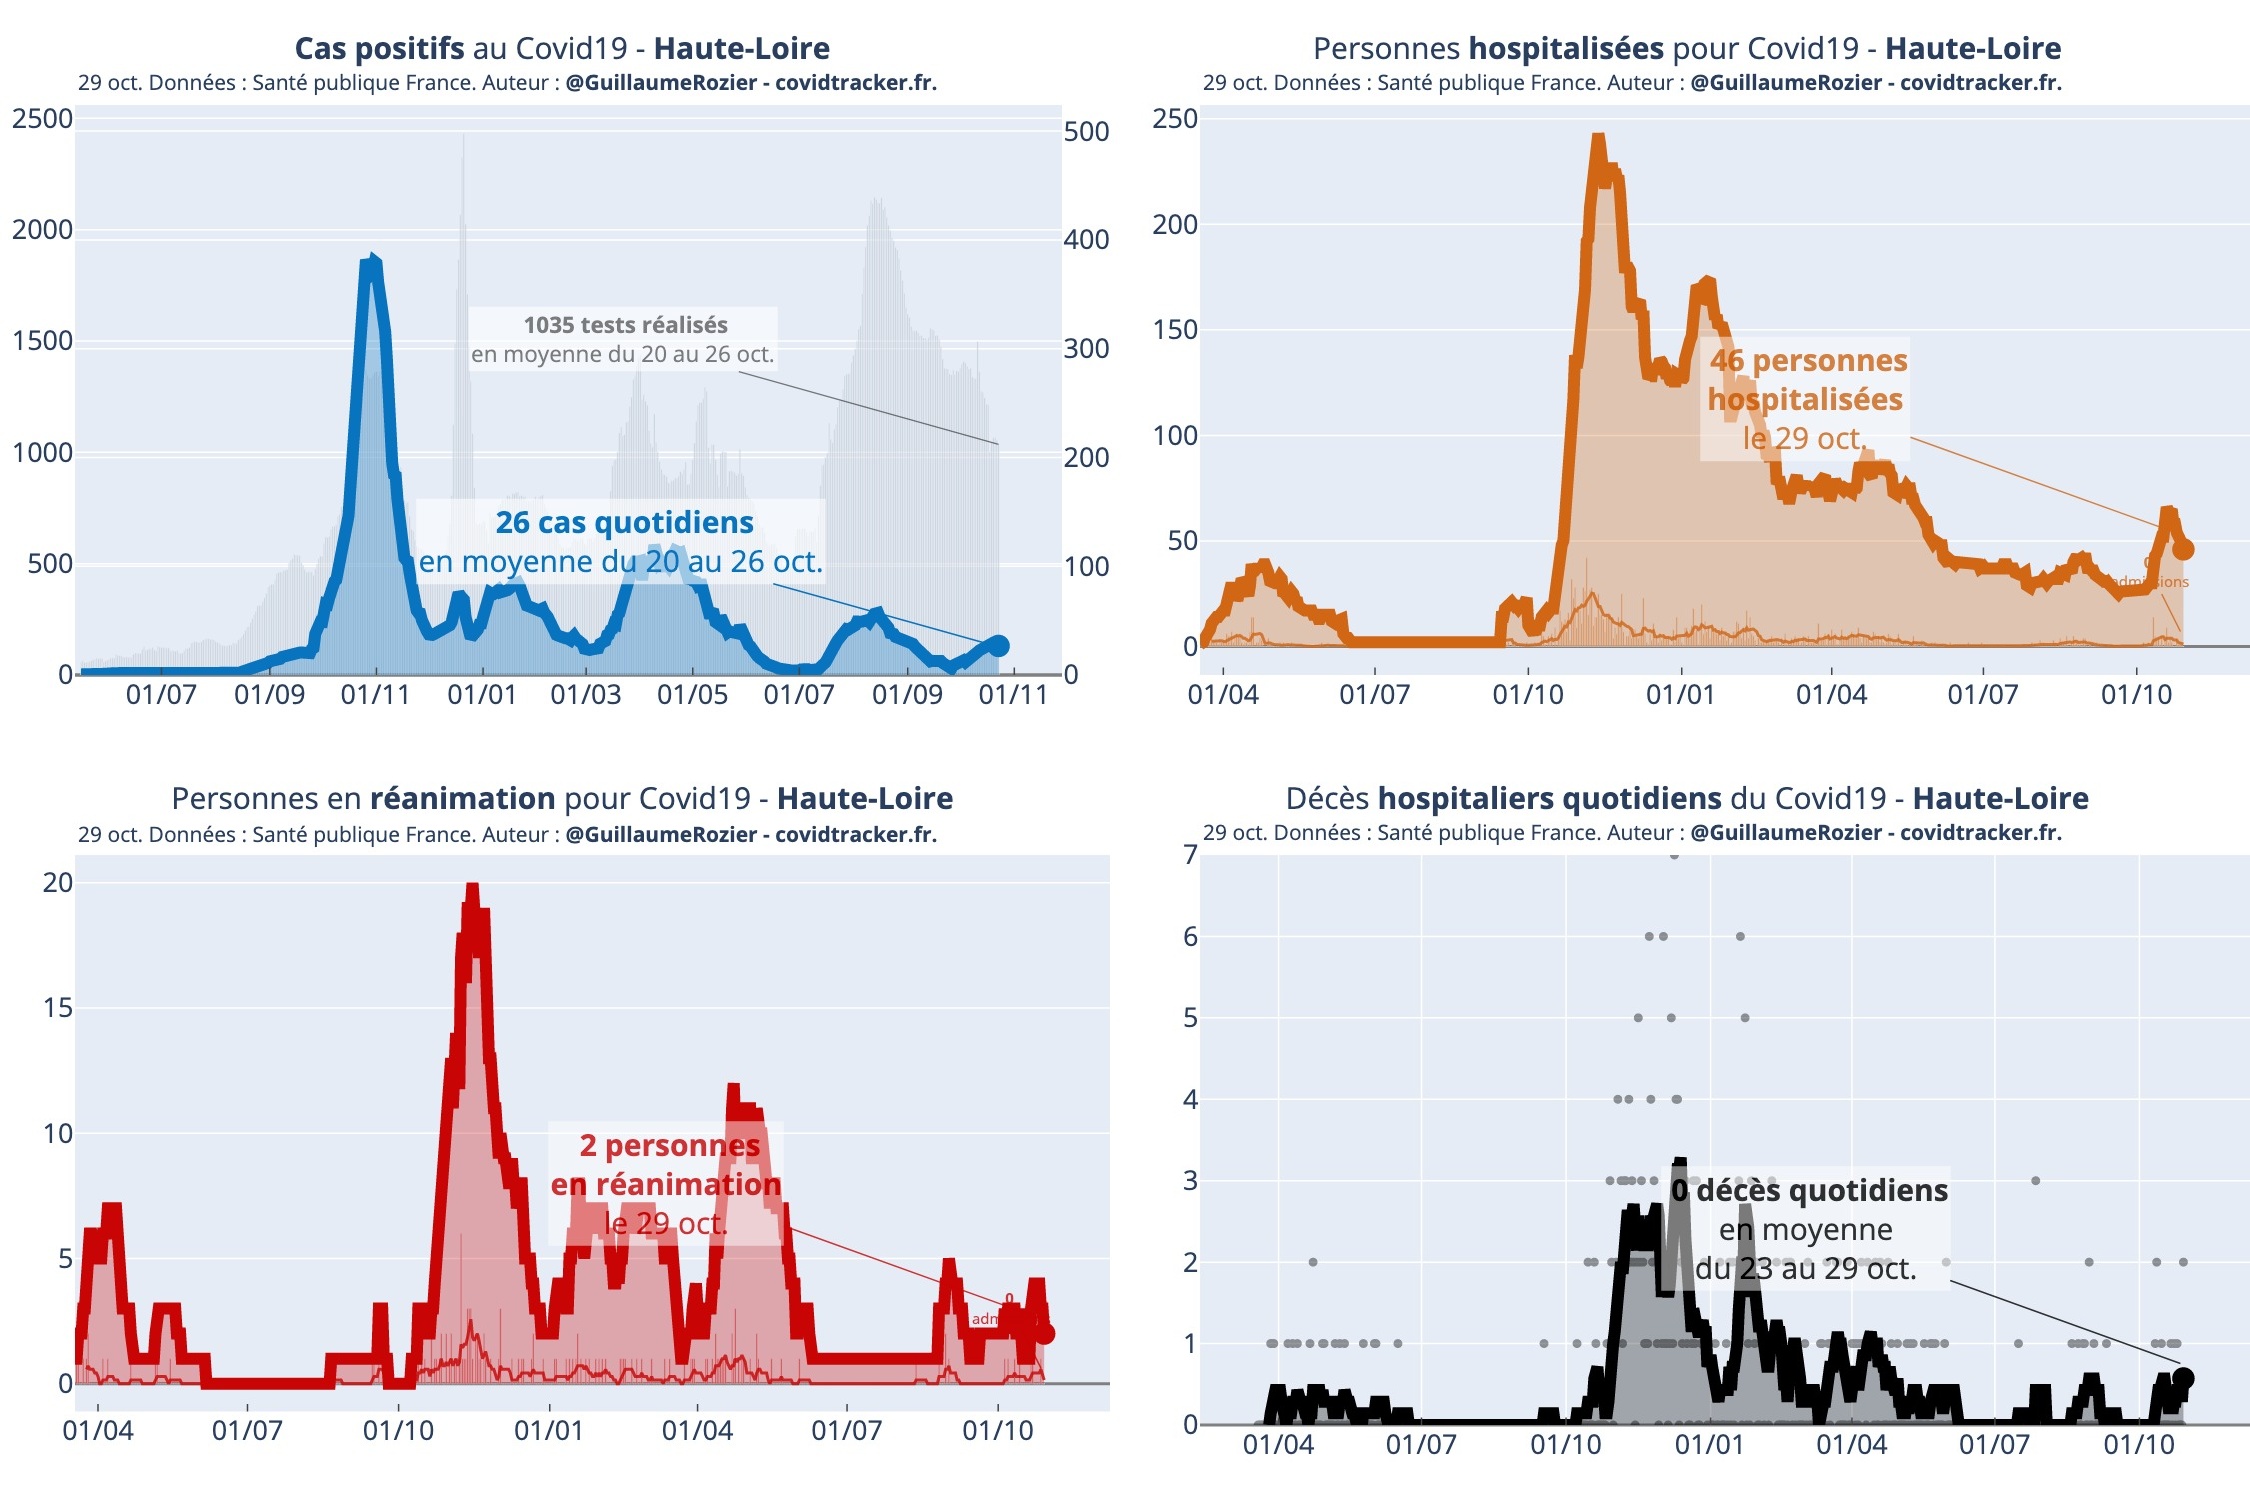 Cas positifs au Covid19 - Haute-Loire
29 oct. Données : Santé publique France. Auteur : @GuillaumeRozier - covidtracker.fr.
2500
2000
1500
1000
500
0
500
400
300
200
100
0
1035 tests réalisés
en moyenne du 20 au 26 oct.
26 cas quotidiens
en moyenne du 20 au 26 oct.
01/07 01/09 01/11 01/01 01/03 01/05 01/07 01/09 01/11
Personnes hospitalisées pour Covid19 - Haute-Loire
29 oct. Données : Santé publique France. Auteur : @GuillaumeRozier - covidtracker.fr.
250
200
150
100
50
0
46 personnes
hospitalisées
le 29 oct.
0
admissions
01/04 01/07 01/10 01/01 01/04 01/07 01/10
Personnes en réanimation pour Covid19 - Haute-Loire
29 oct. Données : Santé publique France. Auteur : @GuillaumeRozier - covidtracker.fr.
20
15
10
5
0
2 personnes
en réanimation
le 29 oct.
0
01/04 01/07 01/10 01/01 01/04 01/07 01/10
Décès hospitaliers quotidiens du Covid19 - Haute-Loire
29 oct. Données : Santé publique France. Auteur : @GuillaumeRozier - covidtracker.fr.
7
6
5
4
3
2
1
0
0 décès quotidiens
en moyenne
du 23 au 29 oct.
01/04 01/07 01/10 01/01 01/04 01/07 01/10